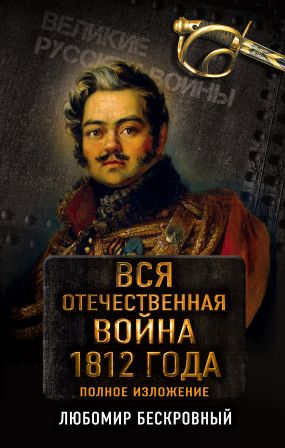 ВЕЛИКИЕ
РУССКИЕ ВОЙНЫ
ВСЯ
ОТЕЧЕСТВЕННАЯ
ВОЙНА
1812 ГОДА
ПОЛНОЕ ИЗЛОЖЕНИЕ
ЛЮБОМИР БЕСКРОВНЫЙ